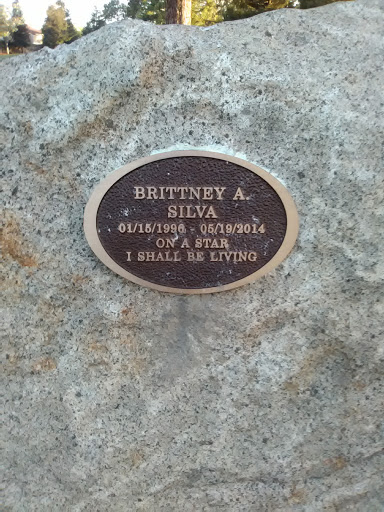 BRITTNEY A.
SILVA
01/15/1996 - 05/19/2014
ON A STAR
I SHALL BE LIVING